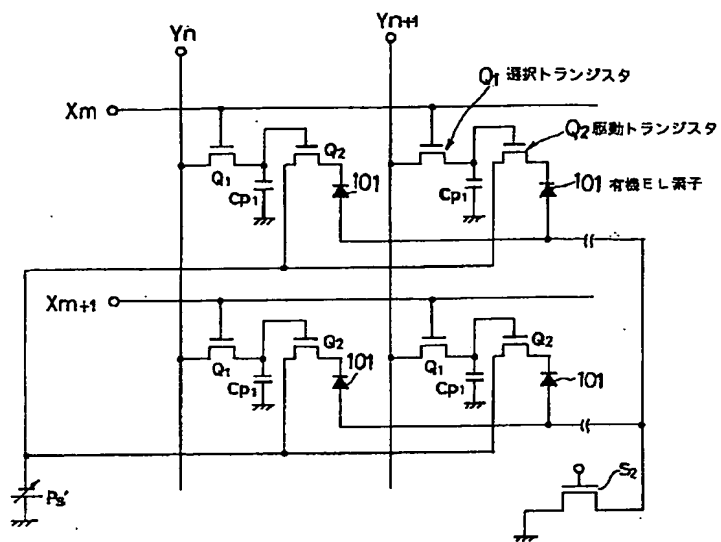 Yn
Yn+1
Q1 選択トランジスタ
Xm
Q2 駆動トランジスタ
Q1
Cp1
Q2
101
Cp1
101 有機EL素子
Xm+1
Q1
Cp1
Q2
101
Q1
Cp1
Q2
101
Ps'
S2